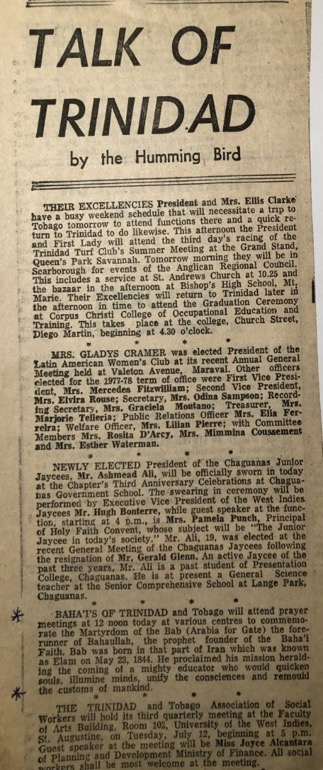 TALK OF
TRINIDAD
by the Humming Bird
THEIR EXCELLENCIES President and Mrs. Ellis Clarke
have a busy weekend schedule that will necessitate a trip to
Tobago tomorrow to attend functions there and a quick re-
turn to Trinidad to do likewise. This afternoon the President
and First Lady will attend the third day's racing of the
Trinidad Turf Club's Summer Meeting at the Grand Stand,
Queen's Park Savannah. Tomorrow morning they will be in
Scarborough for events of the Anglican Regional Council.
This includes a service at St. Andrews Church at 10.25 and
the bazaar in the afternoon at Bishop's High School, Mt,
Marie. Their Excellencies will return to Trinidad later in
the afternoon in time to attend the Graduation Ceremony
at Corpus Christi College of Occupational Education and
Training. This takes place at the college, Church Street,
Diego Martin, beginning at 4.30 o'clock.
* * *
MRS. GLADYS CRAMER was elected President of the
Latin American Women's Club at its recent Annual General
Meeting held at Valeton Avenue, Maraval. Other officers
elected for the 1977-78 term of office were First Vice Presi-
dent, Mrs. Mercedes Fitzwilliam; Second Vice President,
Mrs. Elvira Rouse; Secretary, Mrs. Odina Sampson; Record-
ing Secretary, Mrs. Graciela Montano; Treasurer, Mrs.
Marjorie Telleria; Public Relations Officer, Mrs. Elia Fer-
reira; Welfare Officer, Mrs. Lilian Pierre; with Committee
Members Mrs. Rosita D'Arcy, Mrs. Mimmina Coussement
and Mrs. Esther Waterman.
* * *
NEWLY ELECTED President of the Chaguanas Junior
Jaycees, Mr. Ashmead Ali, will be officially sworn in today
at the Chapter's Third Anniversary Celebrations at Chagua-
nas Government School. The swearing in ceremony will be
performed by Executive Vice President of the West Indies
Jaycees Mr. Hugh Bonterre, while guest speaker at the func-
tion, starting at 4 p.m., is Mrs. Pamela Punch, Principal
of Holy Faith Convent, whose subject will be "The Junior
Jaycee in today's society." Mr. Ali, 19, was elected at the
recent General Meeting of the Chaguanas Jaycees following
the resignation of Mr. Gerald Glenn. An active Jaycee of the
past three years, Mr. Ali is a past student of Presentation
College, Chaguanas. He is at present a General Science
teacher at the Senior Comprehensive School at Lange Park,
Chaguanas.
* * *
BAHA'IS OF TRINIDAD and Tobago will attend prayer
meetings at 12 noon today at various centres to commemo-
rate the Martyrdom of the Bab (Arabia for Gate) the fore-
runner of Bahaullah, the prophet founder of the Baha'i
Faith. Bab was born in that part of Iran which was known
as Elam on May 23, 1844. He proclaimed his mission herald-
ing the coming of a mighty educator who would quicken
souls, illumine minds, unify the consciences and remould
the customs of mankind.
* * *
THE TRINIDAD and Tobago Association of Social
Workers will hold its third quarterly meeting at the Faculty
of Arts Building, Room 105, University of the West Indies,
St. Augustine, on Tuesday, July 12, beginning at 5 p.m.
Guest speaker at the meeting will be Miss Joyce Alcantara
of Planning and Development Ministry of Finance. All social
workers shall be most welcome at the meeting.